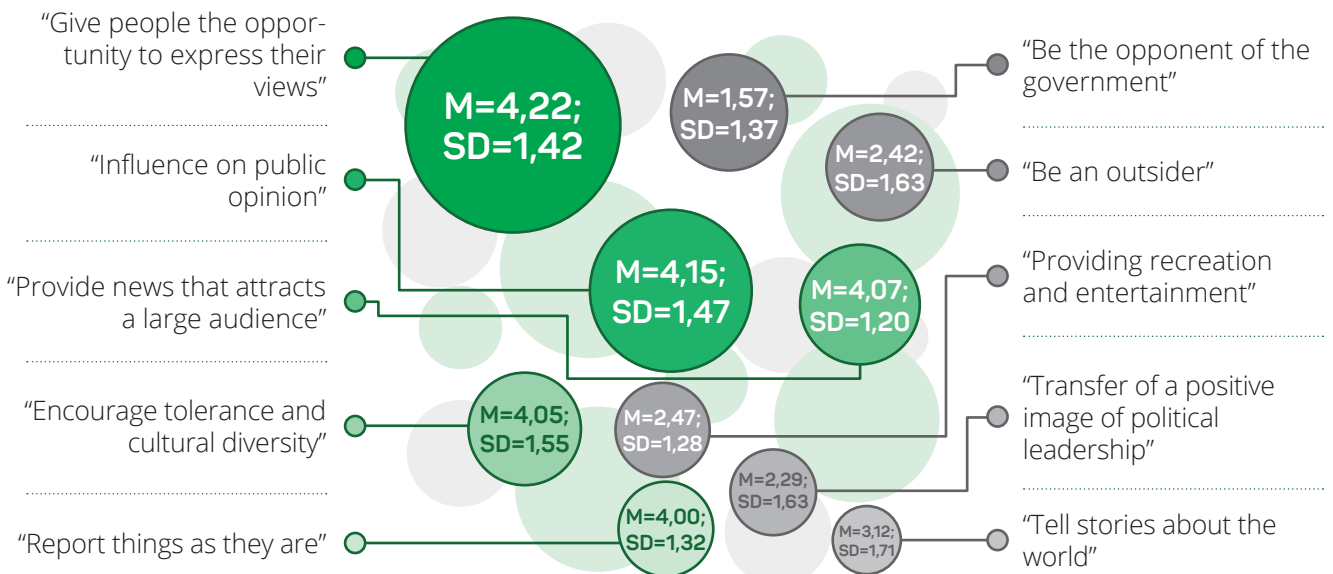 “Give people the oppor-
tunity to express their
views”
“Influence on public
opinion”
“Provide news that attracts
a large audience”
“Encourage tolerance and
cultural diversity”
“Report things as they are”
M=4,22;
SD=1,42
M=1,57;
SD=1,37
M=2,42;
SD=1,63
M=4,15;
SD=1,47
M=4,07;
SD=1,20
M=4,05;
SD=1,55
M=2,47;
SD=1,28
M=2,29;
SD=1,63
M=4,00;
SD=1,32
M=3,12;
SD=1,71
“Be the opponent of the
government”
“Be an outsider”
“Providing recreation
and entertainment”
“Transfer of a positive
image of political
leadership”
“Tell stories about the
world”